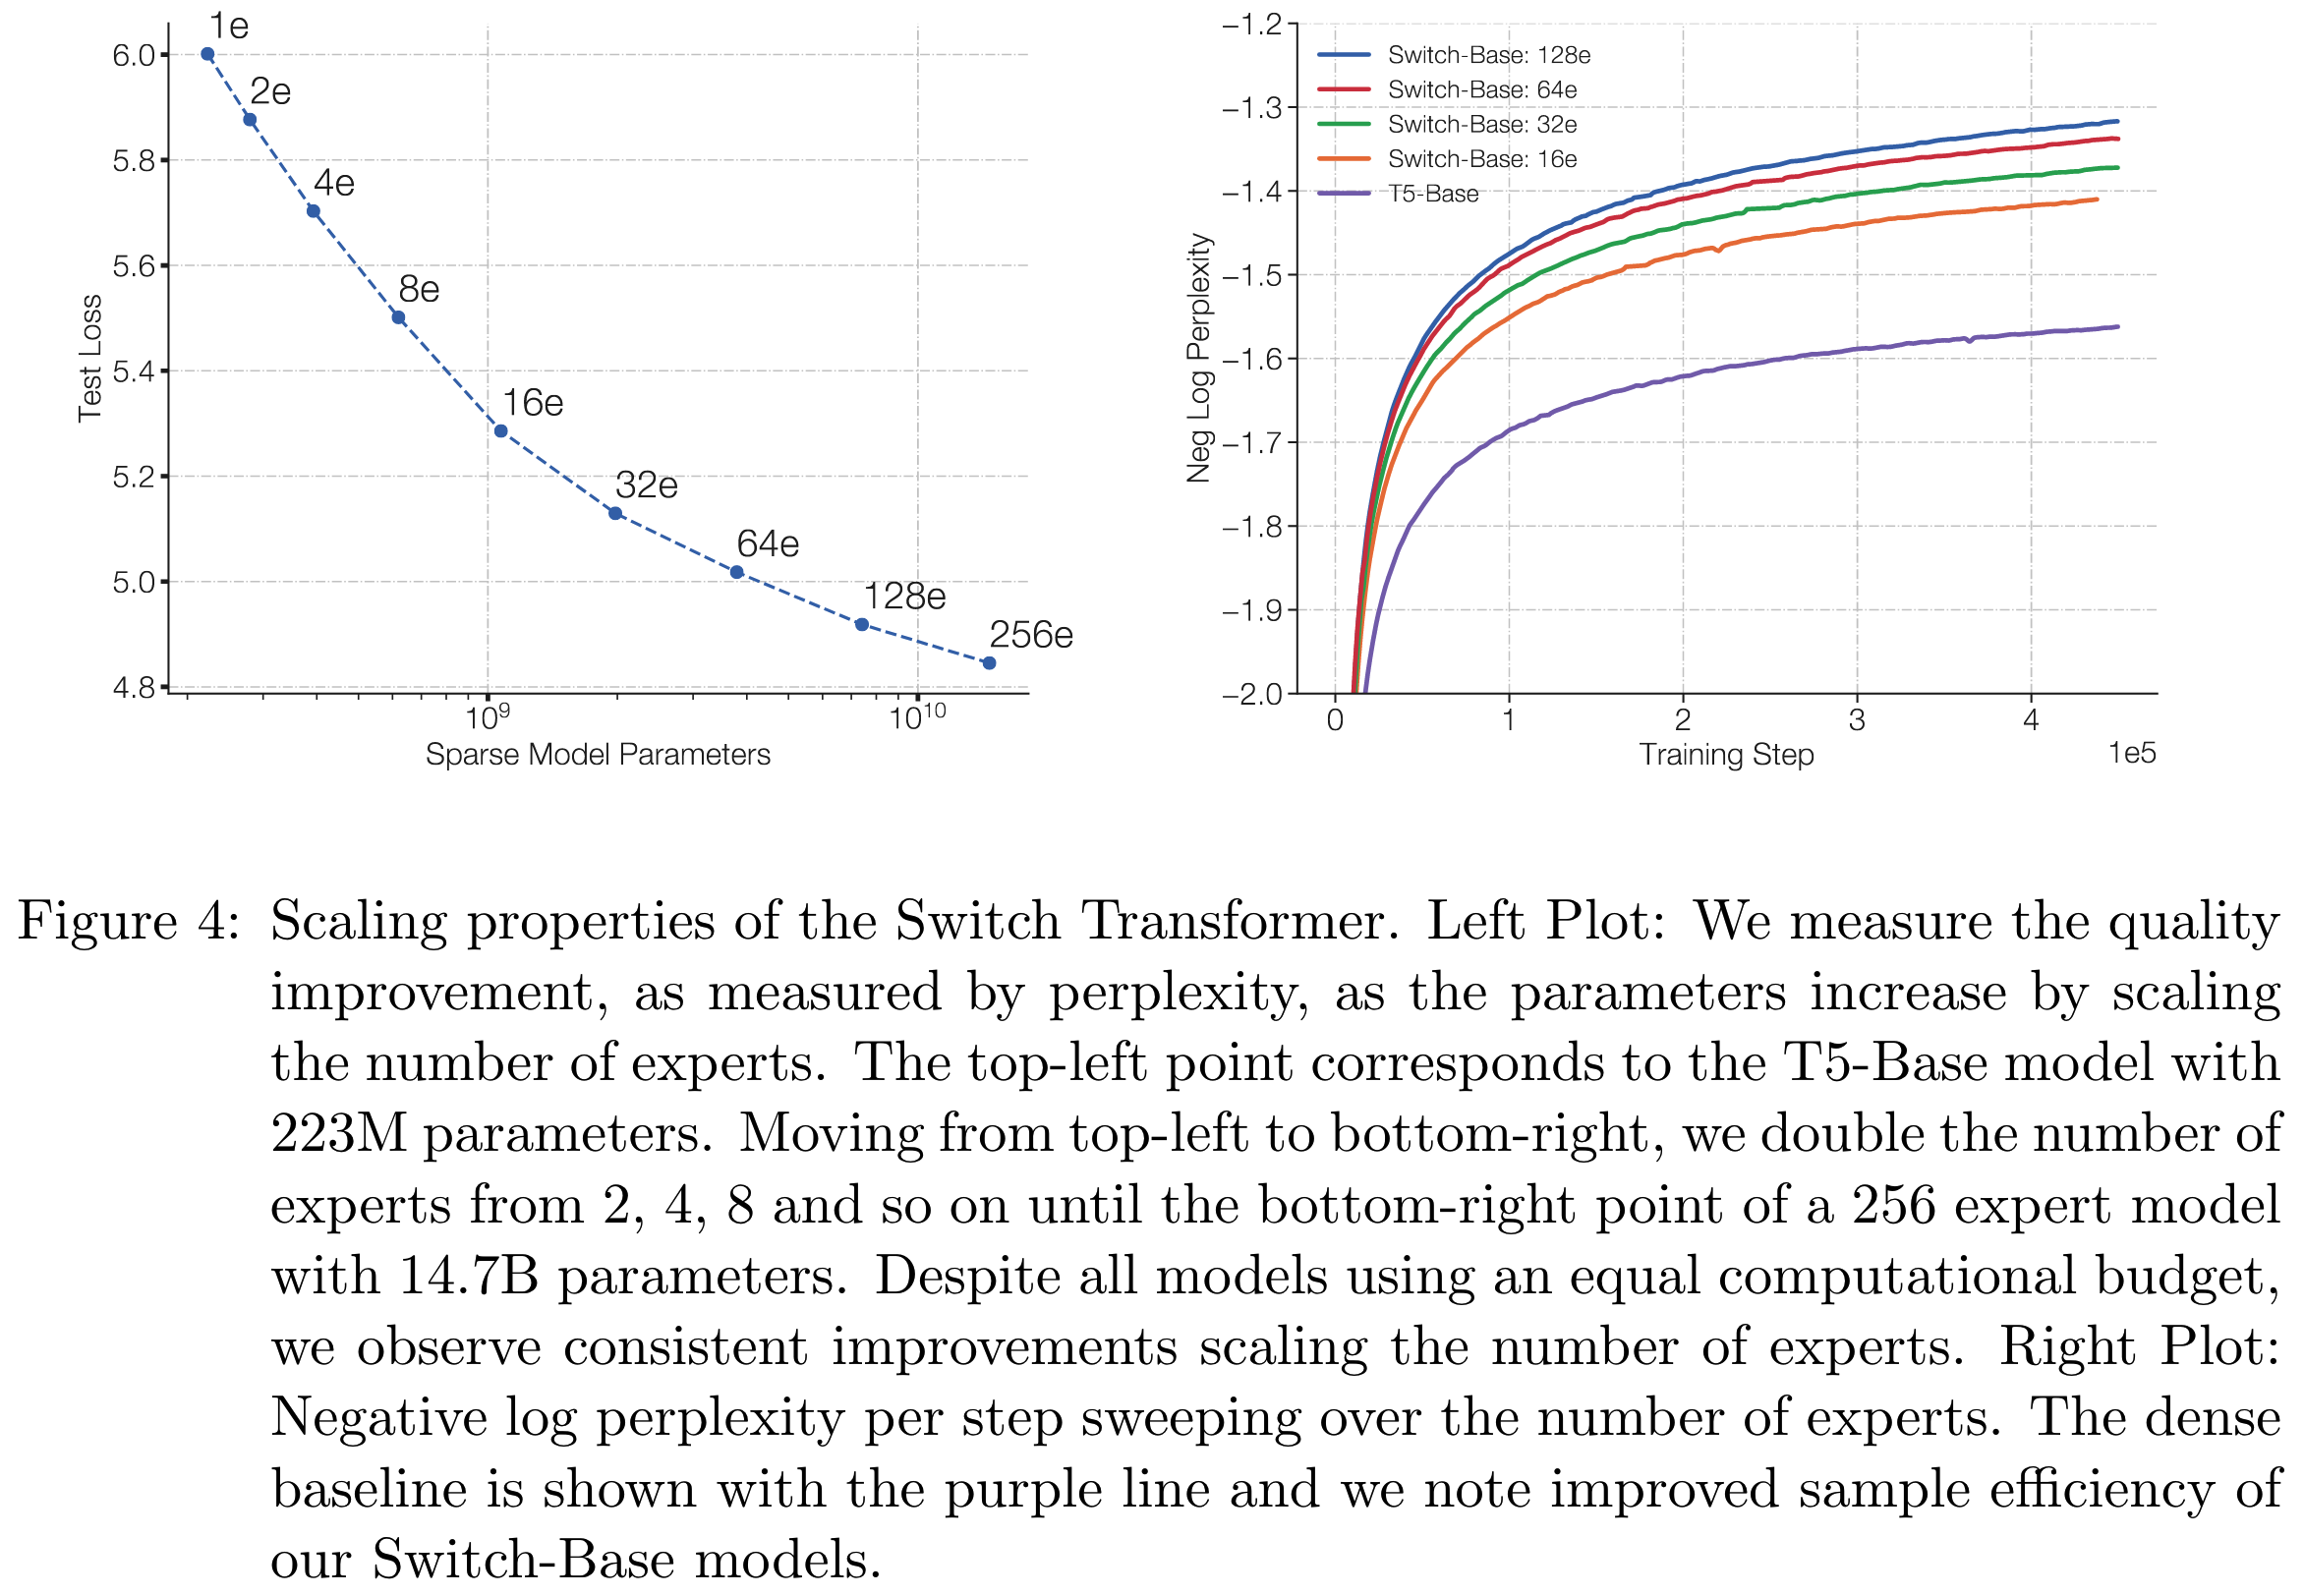 1e
2e
4e
8e
16e
32e
64e
128e
256e
6.0
5.8
5.6
5.4
5.2
5.0
4.8
Test Loss
10⁹
10¹⁰
Sparse Model Parameters
−1.2
−1.3
−1.4
−1.5
−1.6
−1.7
−1.8
−1.9
−2.0
Neg Log Perplexity
Switch-Base: 128e
Switch-Base: 64e
Switch-Base: 32e
Switch-Base: 16e
T5-Base
0
1
2
3
4
1e5
Training Step
Figure 4: Scaling properties of the Switch Transformer. Left Plot: We measure the quality
improvement, as measured by perplexity, as the parameters increase by scaling
the number of experts. The top-left point corresponds to the T5-Base model with
223M parameters. Moving from top-left to bottom-right, we double the number of
experts from 2, 4, 8 and so on until the bottom-right point of a 256 expert model
with 14.7B parameters. Despite all models using an equal computational budget,
we observe consistent improvements scaling the number of experts. Right Plot:
Negative log perplexity per step sweeping over the number of experts. The dense
baseline is shown with the purple line and we note improved sample efficiency of
our Switch-Base models.